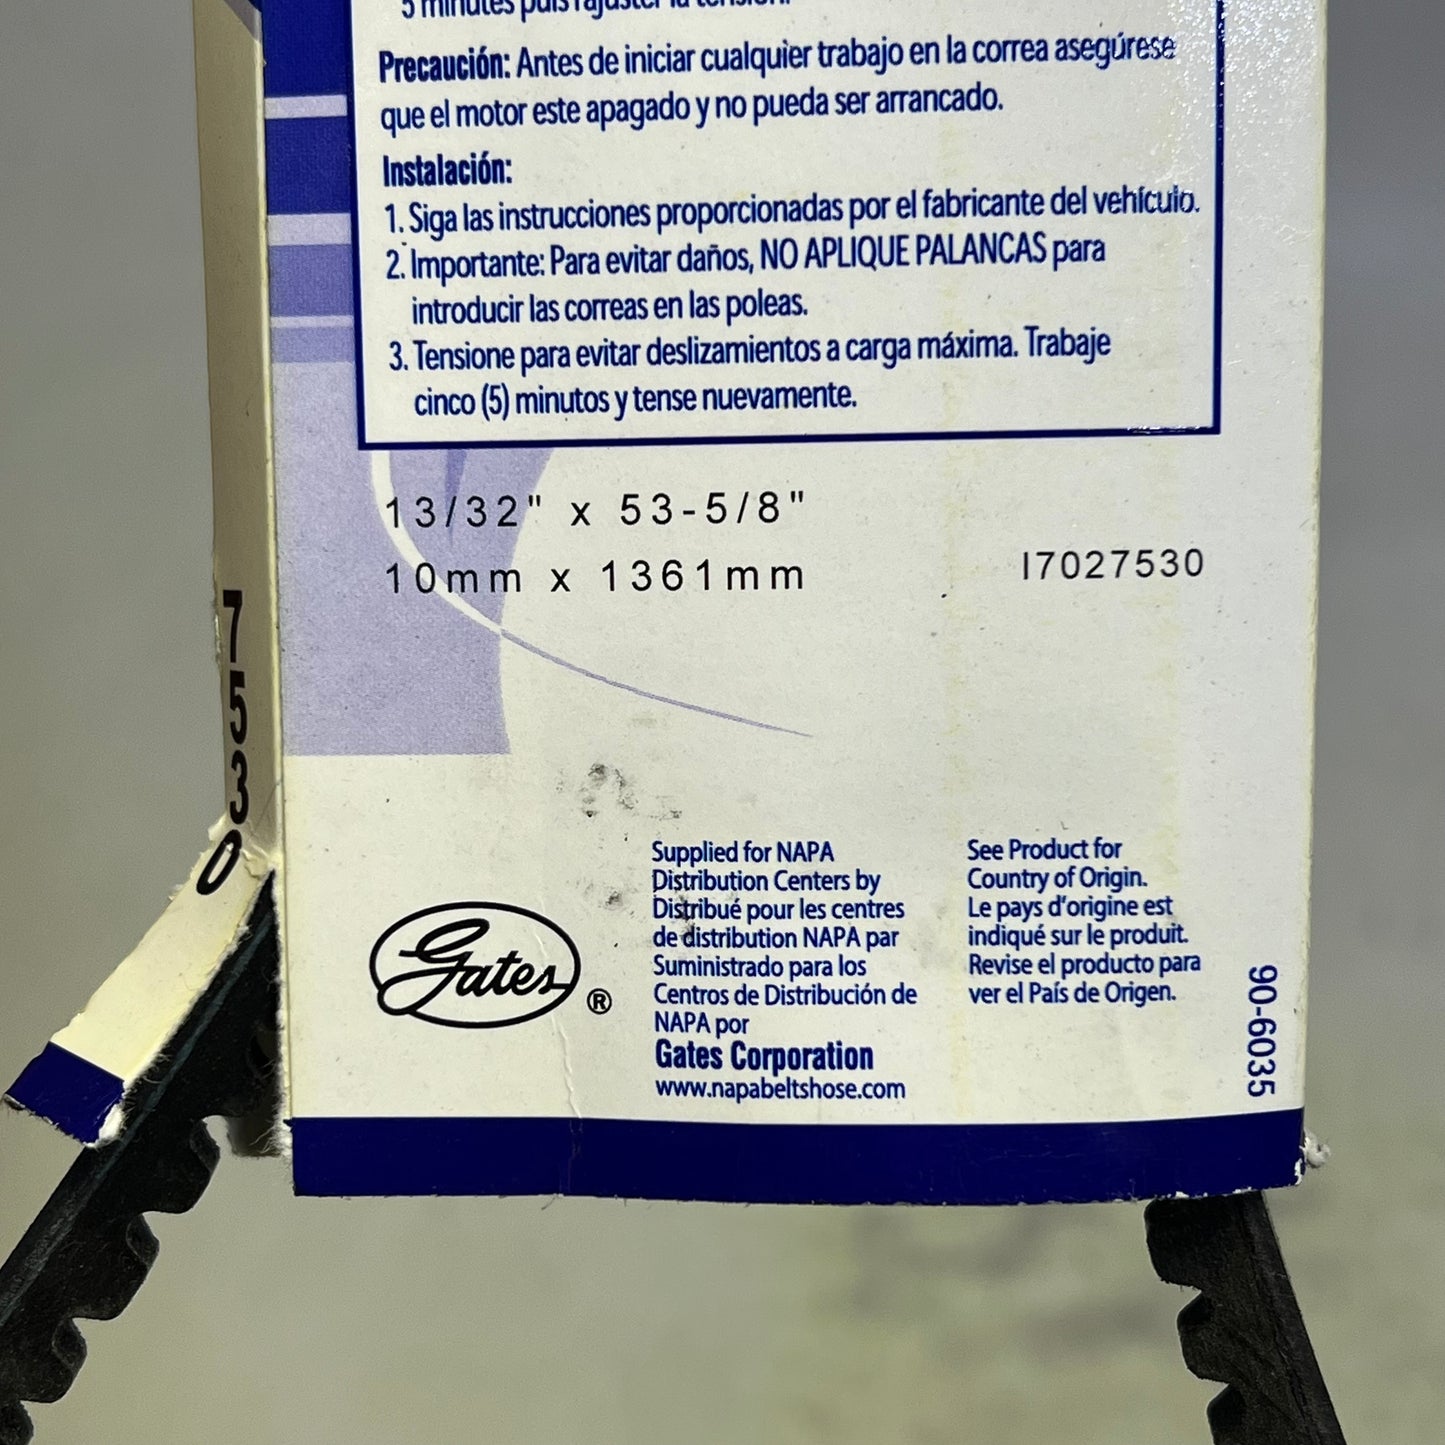 5 minutes puis rajuster la tension.
Precaución: Antes de iniciar cualquier trabajo en la correa asegúrese
que el motor este apagado y no pueda ser arrancado.
Instalación:
1. Siga las instrucciones proporcionadas por el fabricante del vehículo.
2. Importante: Para evitar daños, NO APLIQUE PALANCAS para
introducir las correas en las poleas.
3. Tensione para evitar deslizamientos a carga máxima. Trabaje
cinco (5) minutos y tense nuevamente.
13/32" x 53-5/8"
10mm x 1361mm
I7027530
7530
Gates®
Supplied for NAPA
Distribution Centers by
Distribué pour les centres
de distribution NAPA par
Suministrado para los
Centros de Distribución de
NAPA por
Gates Corporation
www.napabeltshose.com
See Product for
Country of Origin.
Le pays d'origine est
indiqué sur le produit.
Revise el producto para
ver el País de Origen.
90-6035